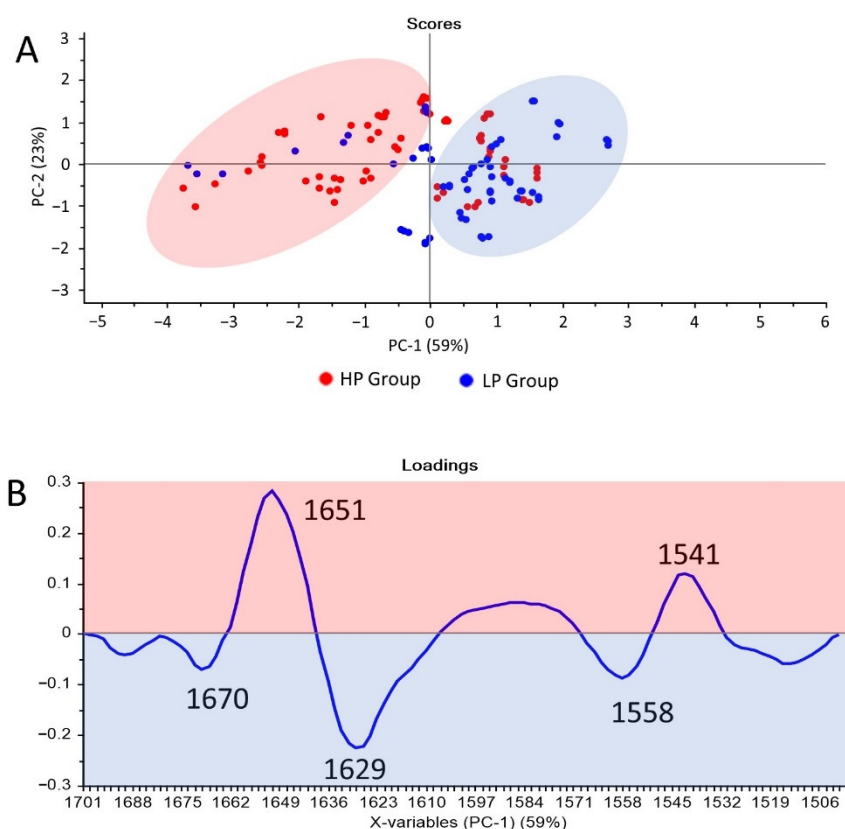 Scores
A
3
2
1
0
−1
−2
−3
PC-2 (23%)
−5 −4 −3 −2 −1 0 1 2 3 4 5 6
PC-1 (59%)
HP Group LP Group
Loadings
B
0.3
0.2
0.1
0
−0.1
−0.2
−0.3
1651
1541
1670
1558
1629
1701 1688 1675 1662 1649 1636 1623 1610 1597 1584 1571 1558 1545 1532 1519 1506
X-variables (PC-1) (59%)